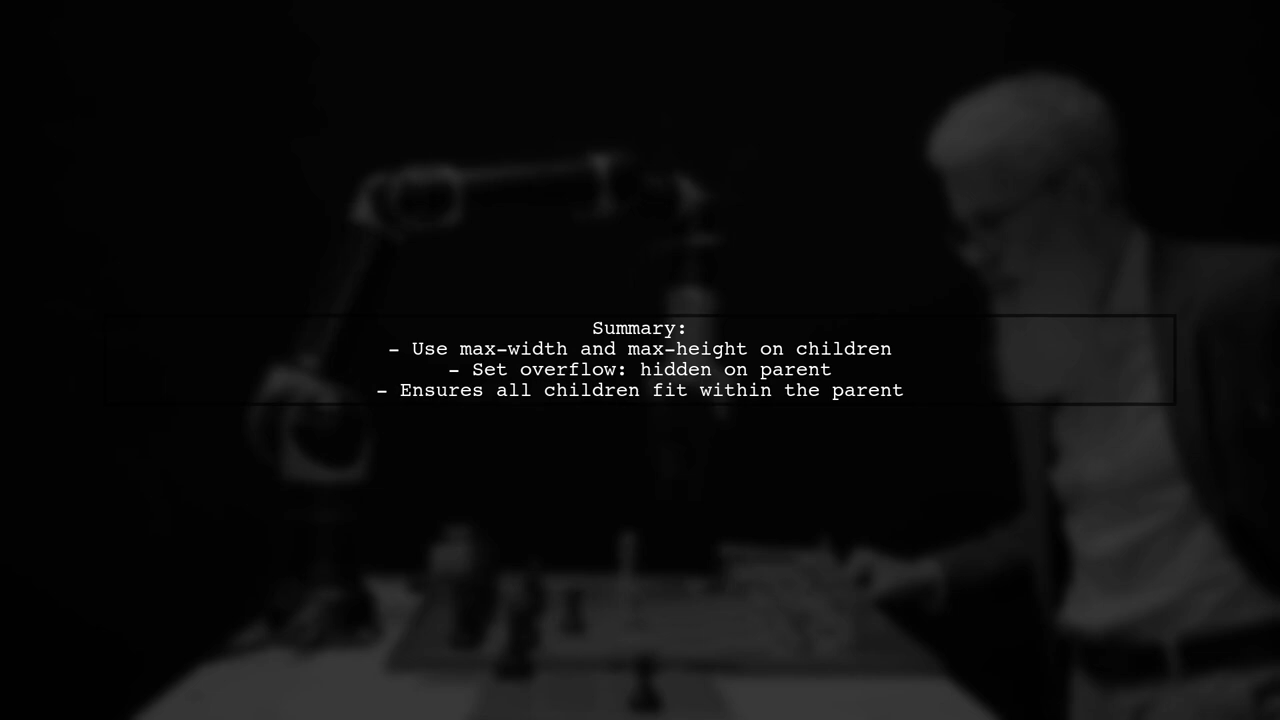 Summary:
- Use max-width and max-height on children
- Set overflow: hidden on parent
- Ensures all children fit within the parent